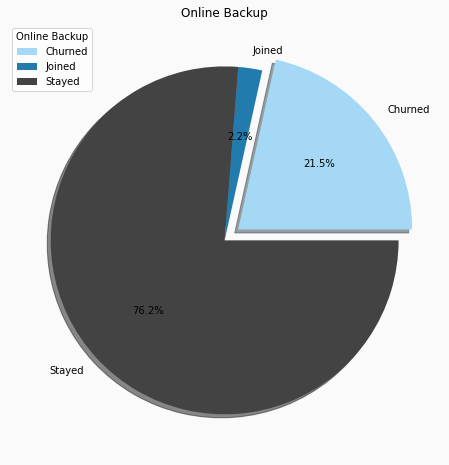 Online Backup
Online Backup
Churned
Joined
Stayed
Joined
Churned
2.2%
21.5%
76.2%
Stayed